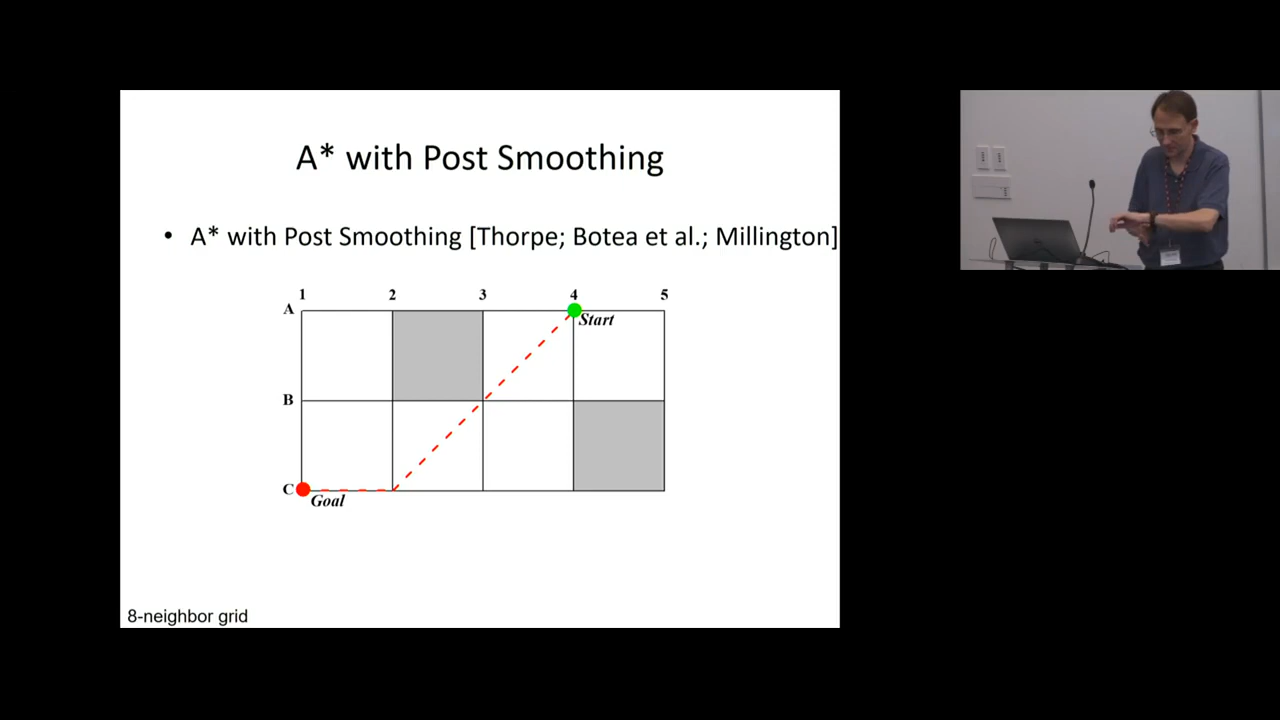 A* with Post Smoothing
• A* with Post Smoothing [Thorpe; Botea et al.; Millington]
1 2 3 4 5
A
Start
B
C
Goal
8-neighbor grid